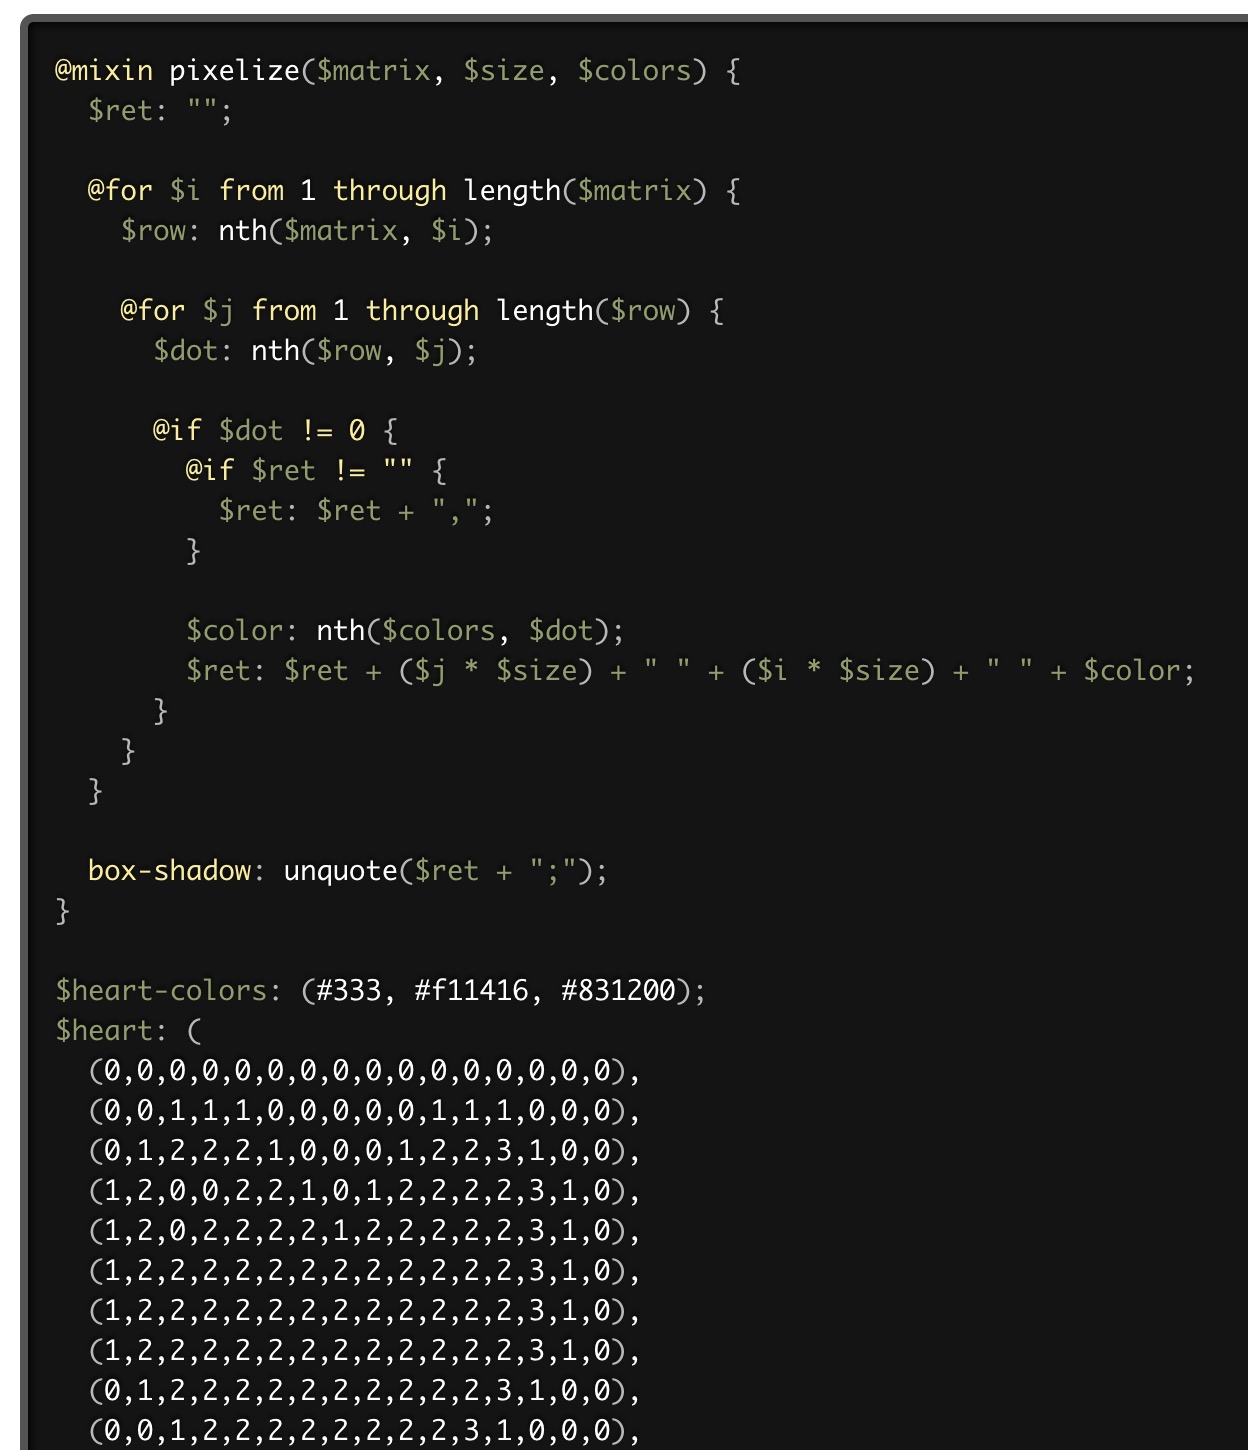 @mixin pixelize($matrix, $size, $colors) {
  $ret: "";

  @for $i from 1 through length($matrix) {
    $row: nth($matrix, $i);

    @for $j from 1 through length($row) {
      $dot: nth($row, $j);

      @if $dot != 0 {
        @if $ret != "" {
          $ret: $ret + ",";
        }

        $color: nth($colors, $dot);
        $ret: $ret + ($j * $size) + " " + ($i * $size) + " " + $color;
      }
    }
  }

  box-shadow: unquote($ret + ";");
}

$heart-colors: (#333, #f11416, #831200);
$heart: (
  (0,0,0,0,0,0,0,0,0,0,0,0,0,0,0,0),
  (0,0,1,1,1,0,0,0,0,0,1,1,1,0,0,0),
  (0,1,2,2,2,1,0,0,0,1,2,2,3,1,0,0),
  (1,2,0,0,2,2,1,0,1,2,2,2,2,3,1,0),
  (1,2,0,2,2,2,2,1,2,2,2,2,2,3,1,0),
  (1,2,2,2,2,2,2,2,2,2,2,2,2,3,1,0),
  (1,2,2,2,2,2,2,2,2,2,2,2,2,3,1,0),
  (1,2,2,2,2,2,2,2,2,2,2,2,2,3,1,0),
  (0,1,2,2,2,2,2,2,2,2,2,2,3,1,0,0),
  (0,0,1,2,2,2,2,2,2,2,2,3,1,0,0,0),